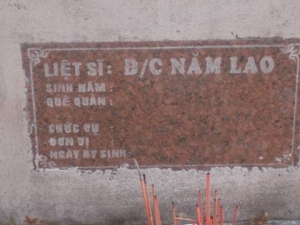 LIỆT SĨ: Đ/C NĂM LAO
SINH NĂM:
QUÊ QUÁN:
CHỨC VỤ
ĐƠN VỊ
NGÀY HY SINH: